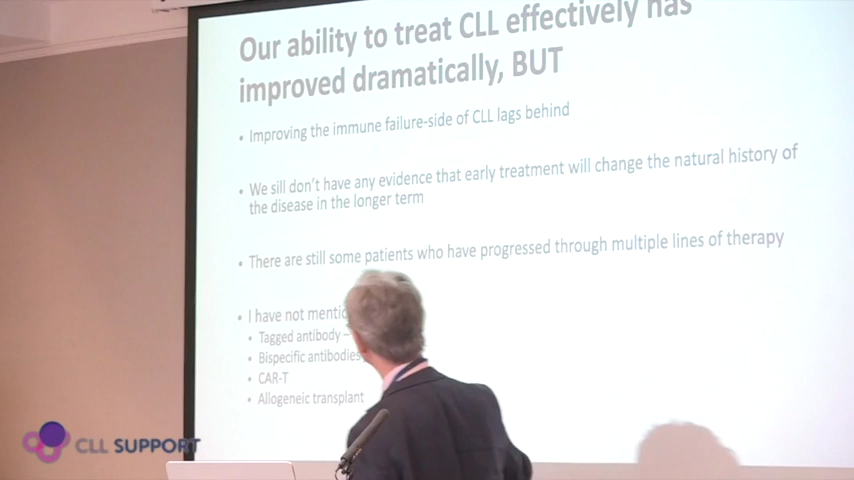 Our ability to treat CLL effectively has
improved dramatically, BUT
• Improving the immune failure-side of CLL lags behind
• We sill don't have any evidence that early treatment will change the natural history of
the disease in the longer term
• There are still some patients who have progressed through multiple lines of therapy
• I have not
• Tagged antibody –
• Bispecific antibodies
• CAR-T
• Allogeneic transplant
CLL SUPPORT